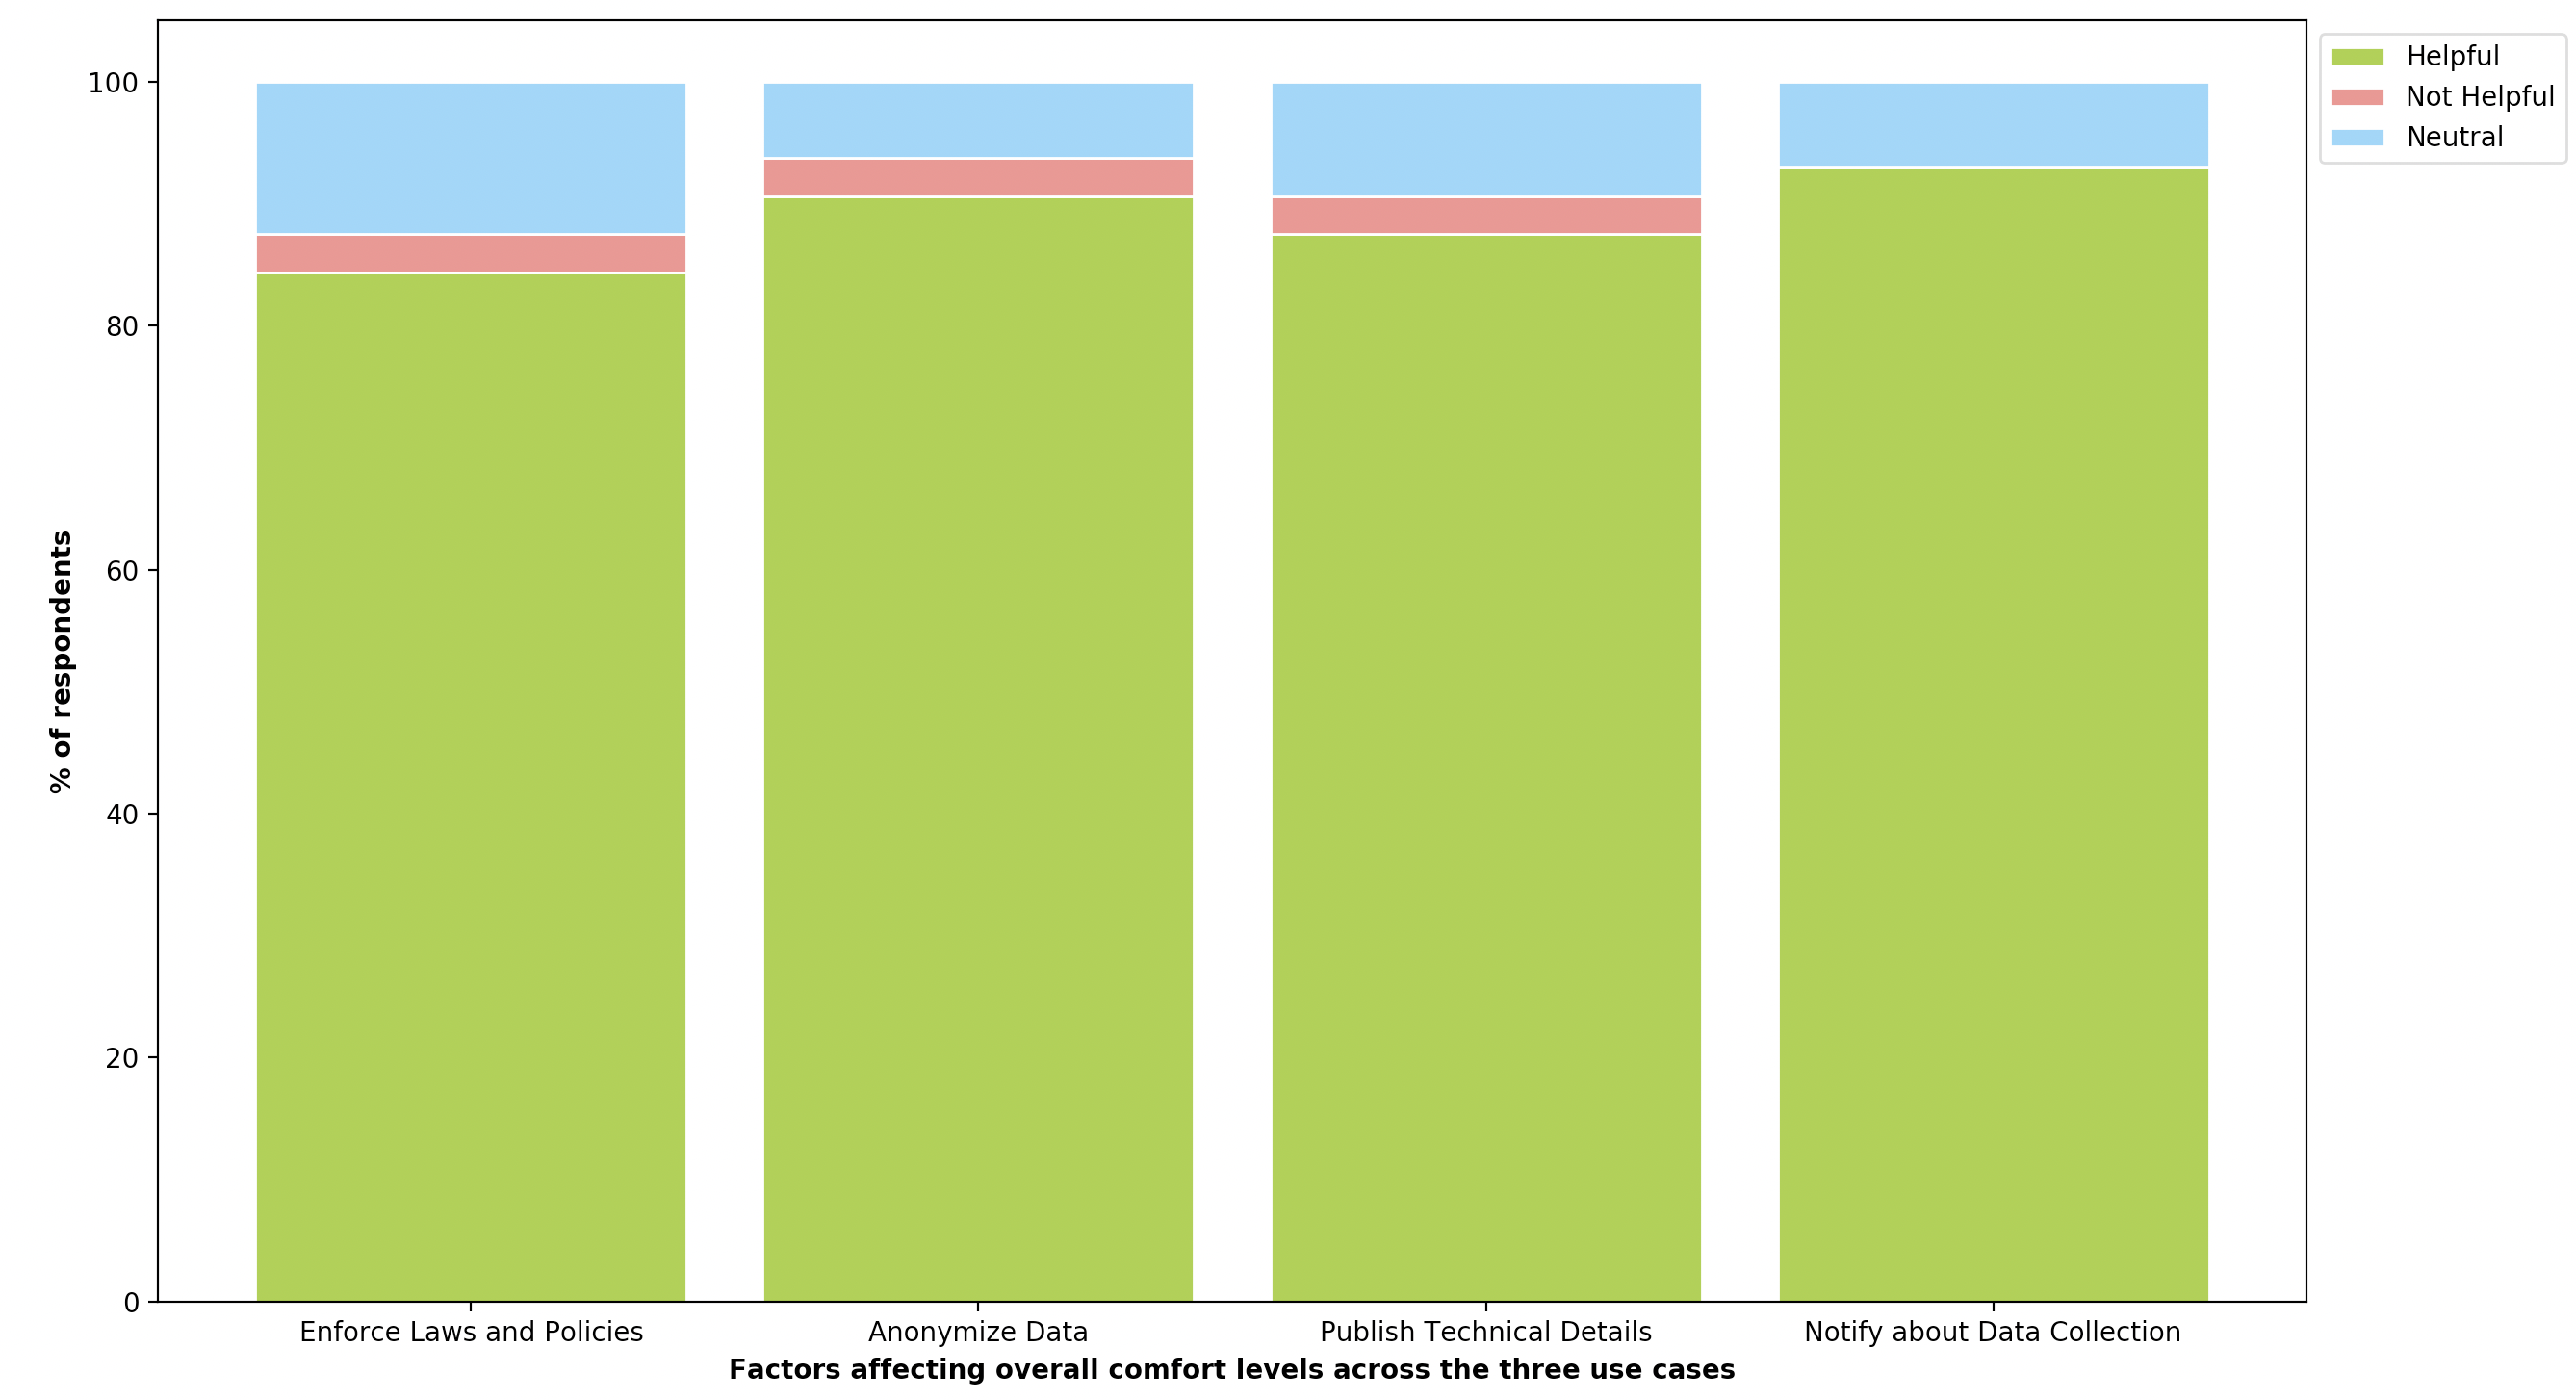 100
80
60
40
20
0
% of respondents
Enforce Laws and Policies
Anonymize Data
Publish Technical Details
Notify about Data Collection
Factors affecting overall comfort levels across the three use cases
Helpful
Not Helpful
Neutral